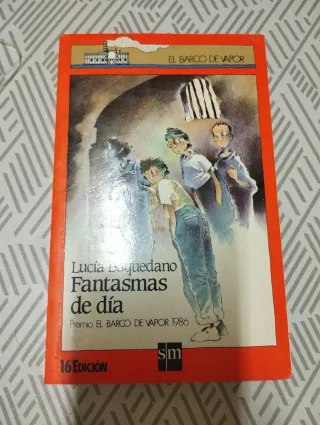 EL BARCO DE VAPOR
Lucía Baquedano
Fantasmas
de día
Premio EL BARCO DE VAPOR 1986
16 EDICIÓN
sm